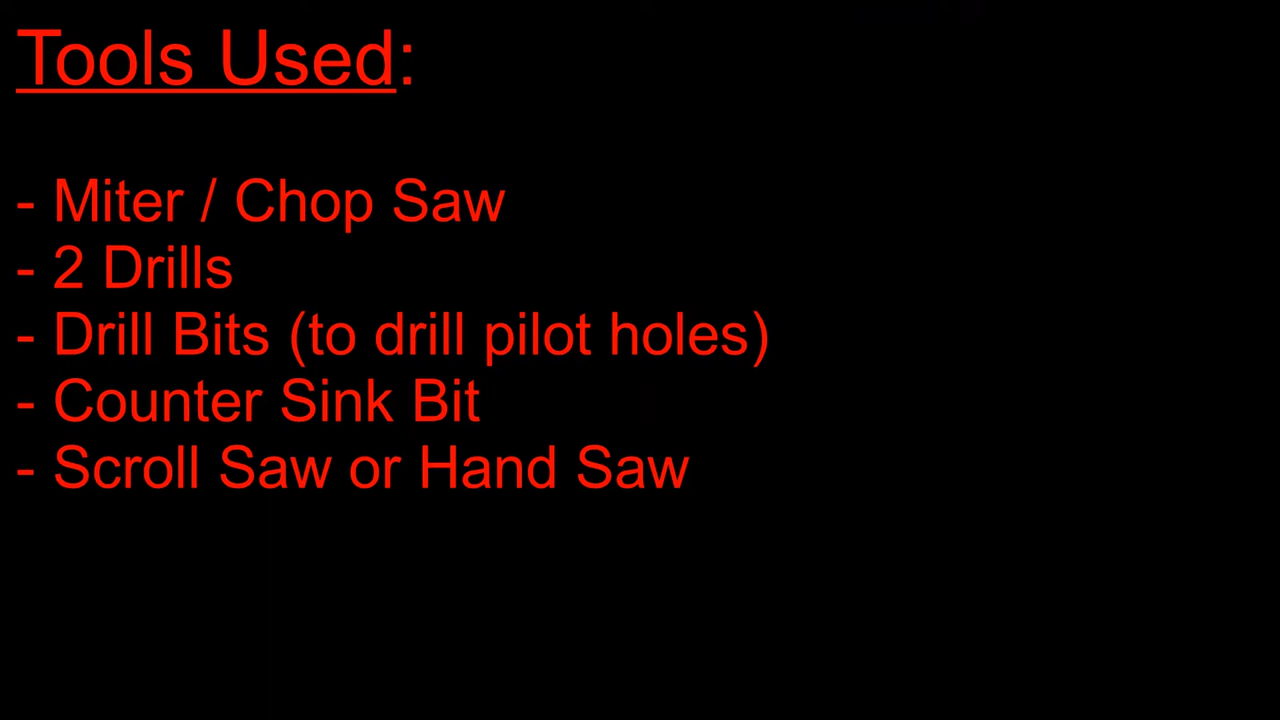 Tools Used:
- Miter / Chop Saw
- 2 Drills
- Drill Bits (to drill pilot holes)
- Counter Sink Bit
- Scroll Saw or Hand Saw